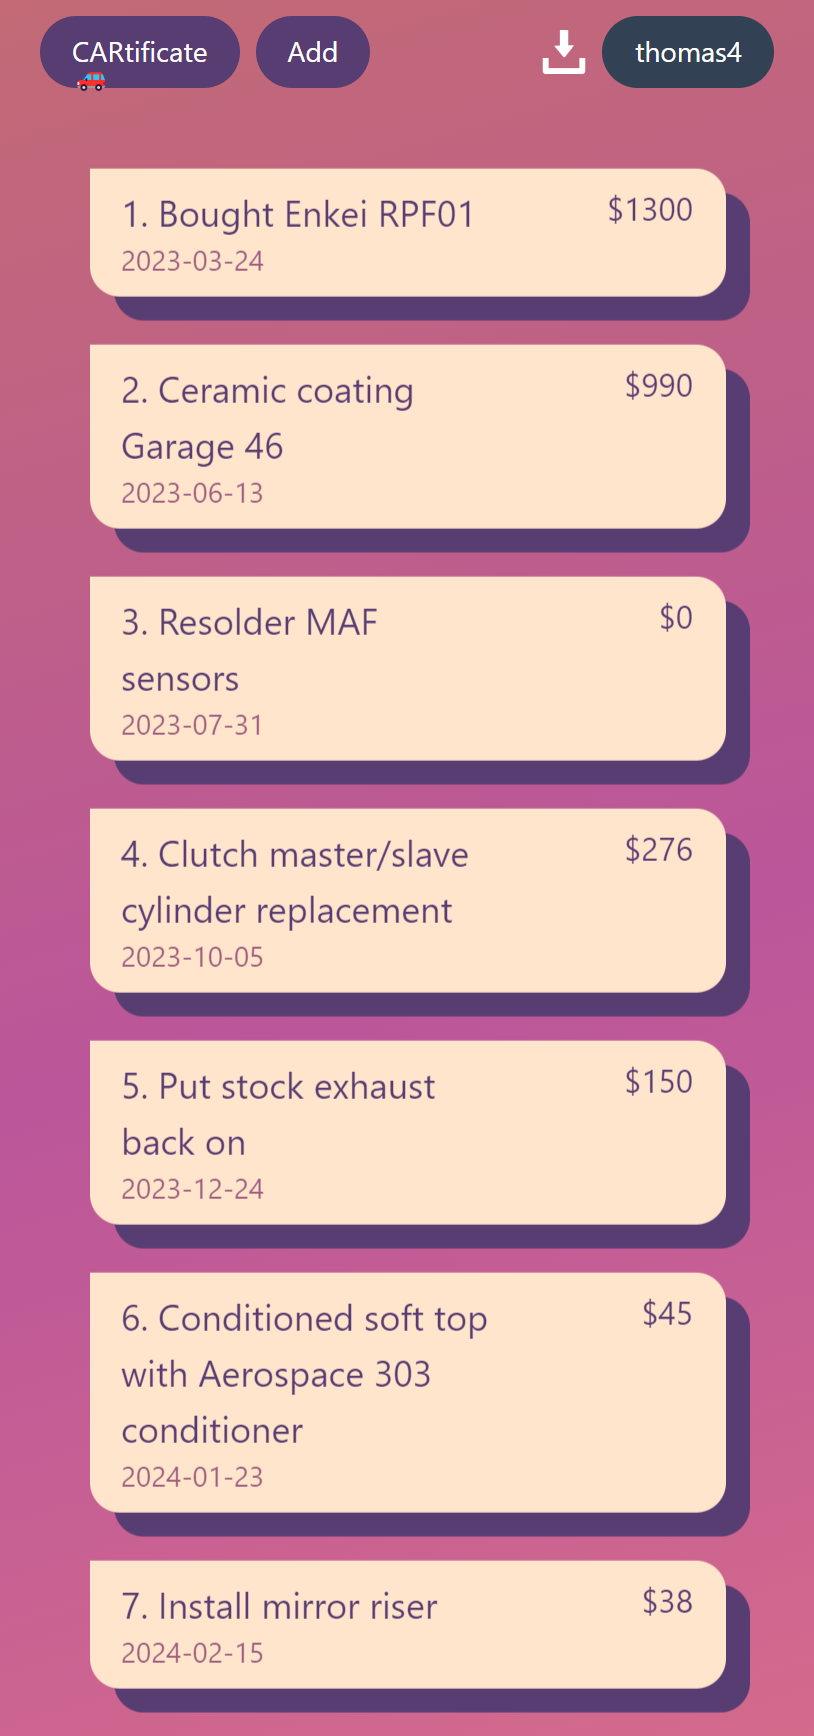 CARtificate
Add
thomas4
1. Bought Enkei RPF01
$1300
2023-03-24
2. Ceramic coating
$990
Garage 46
2023-06-13
3. Resolder MAF
$0
sensors
2023-07-31
4. Clutch master/slave
$276
cylinder replacement
2023-10-05
5. Put stock exhaust
$150
back on
2023-12-24
6. Conditioned soft top
$45
with Aerospace 303
conditioner
2024-01-23
7. Install mirror riser
$38
2024-02-15